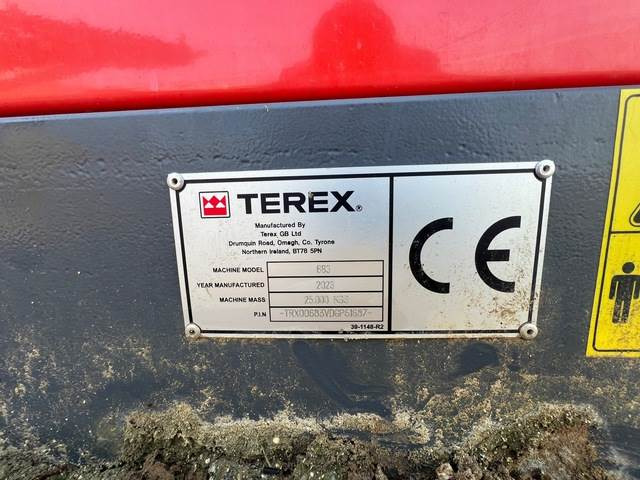 TEREX®
Manufactured By
Terex GB Ltd
Drumquin Road, Omagh, Co. Tyrone
Northern Ireland, BT78 5PN
MACHINE MODEL 683
YEAR MANUFACTURED 2023
MACHINE MASS 25.000 KGS
P.I.N -TRX00683VDGP61687-
39-1148-R2
CE